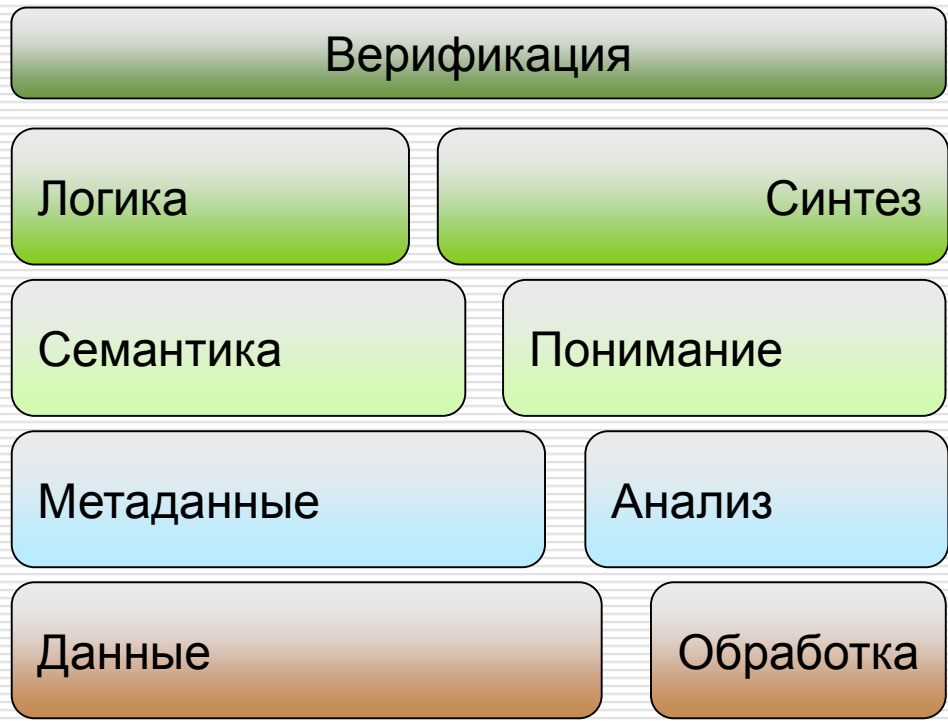 Верификация
Логика Синтез
Семантика Понимание
Метаданные Анализ
Данные Обработка